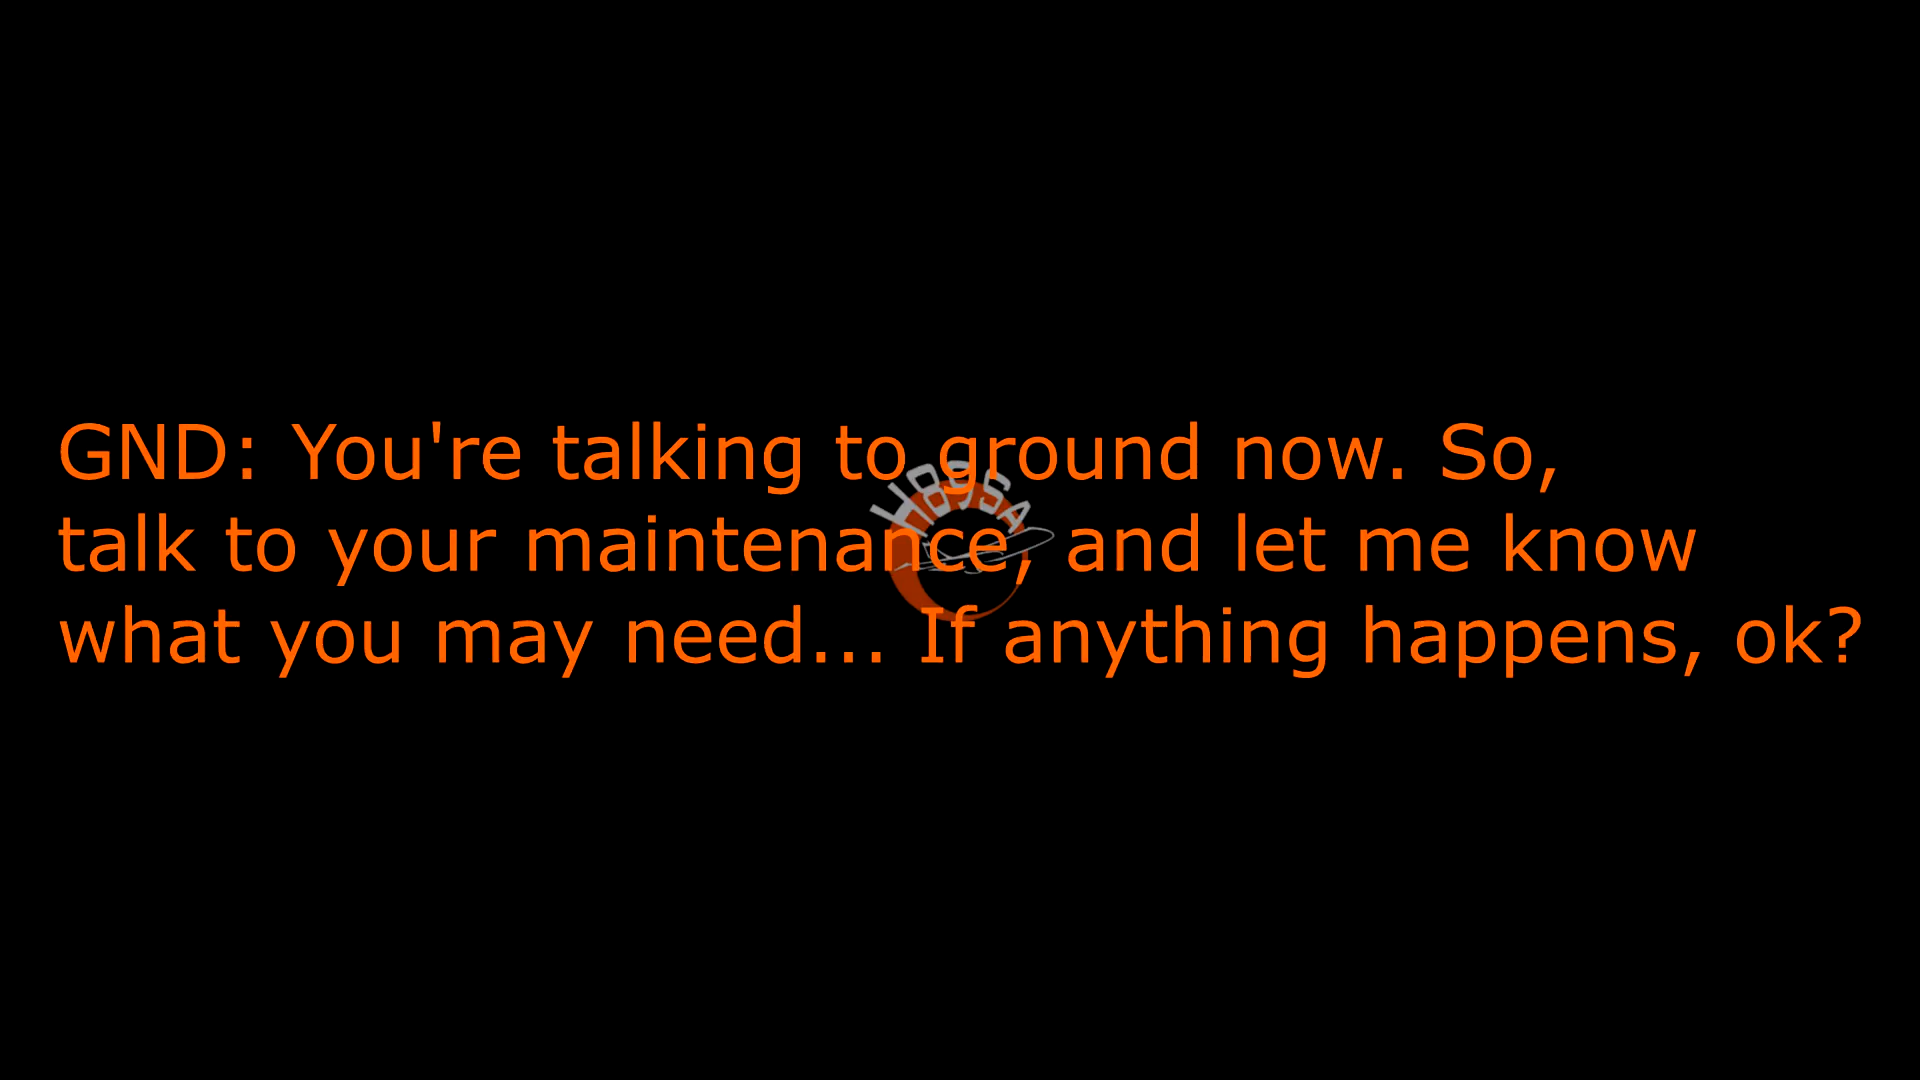 GND: You're talking to ground now. So,
talk to your maintenance, and let me know
what you may need... If anything happens, ok?
H89SA